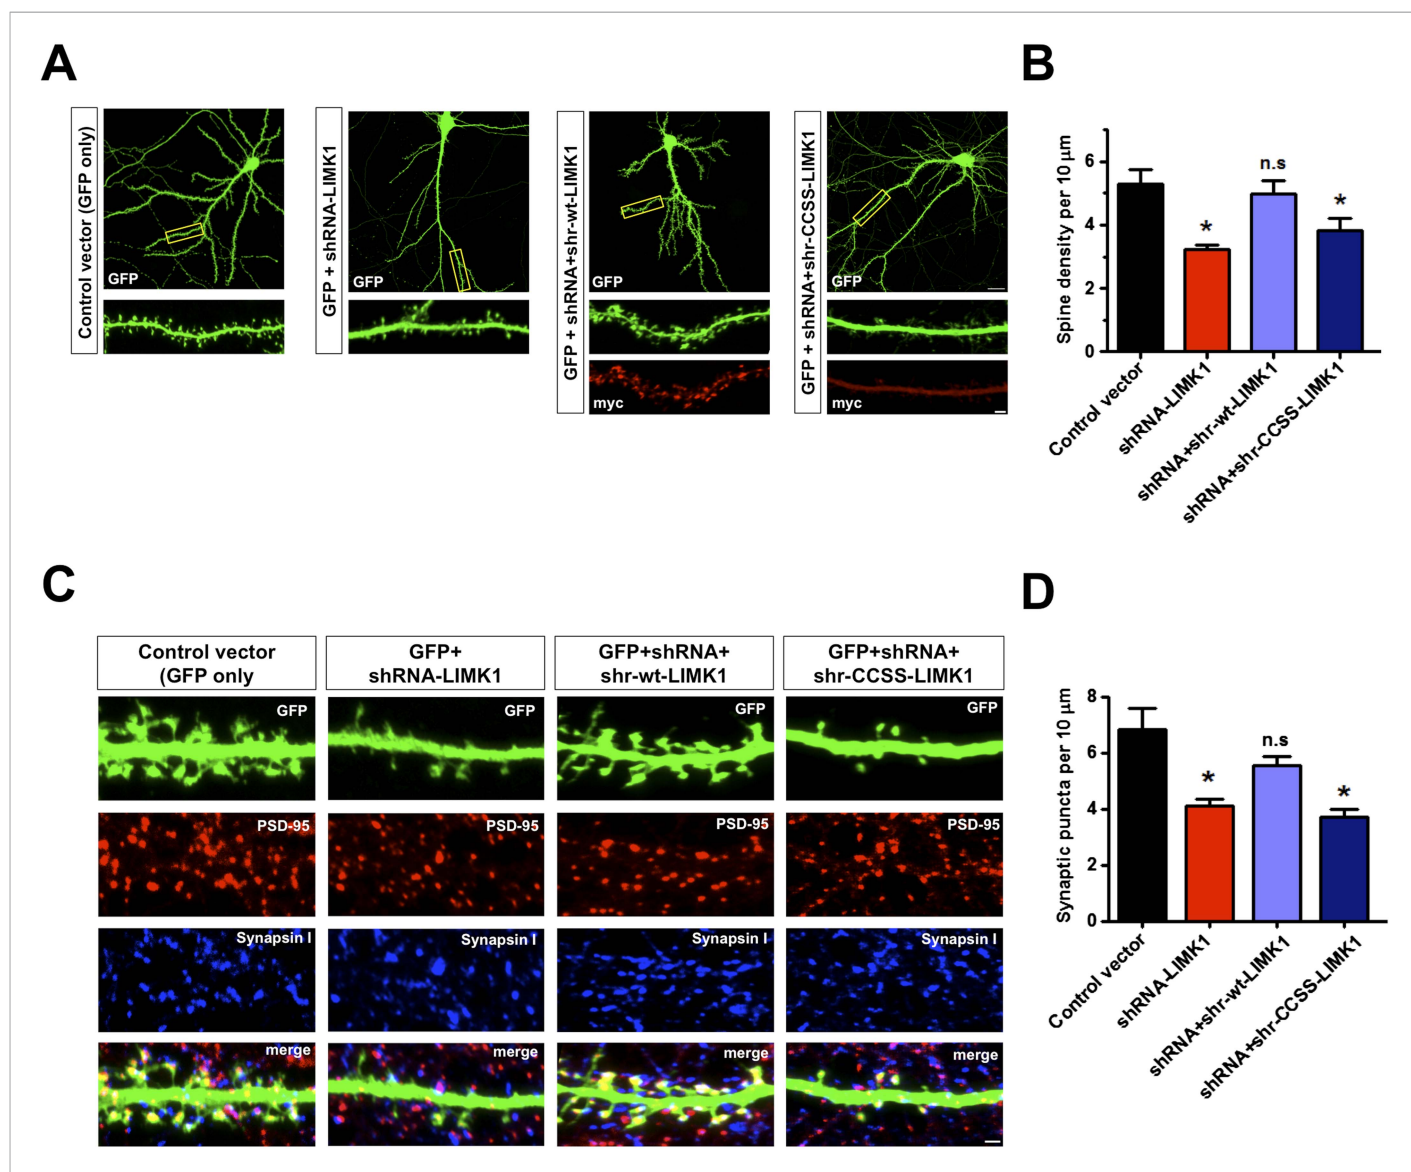 A
Control vector (GFP only)
GFP
GFP + shRNA-LIMK1
GFP
GFP + shRNA+shr-wt-LIMK1
myc
GFP + shRNA+shr-CCSS-LIMK1
GFP
myc
B
Spine density per 10 µm
6
4
2
0
*
n.s
*
Control vector
shRNA-LIMK1
shRNA+shr-wt-LIMK1
shRNA+shr-CCSS-LIMK1
C
Control vector
(GFP only
GFP+
shRNA-LIMK1
GFP+shRNA+
shr-wt-LIMK1
GFP+shRNA+
shr-CCSS-LIMK1
GFP
GFP
GFP
GFP
PSD-95
PSD-95
PSD-95
PSD-95
Synapsin I
Synapsin I
Synapsin I
Synapsin I
merge
merge
merge
merge
D
Synaptic puncta per 10 µm
8
6
4
2
0
*
n.s
*
Control vector
shRNA-LIMK1
shRNA+shr-wt-LIMK1
shRNA+shr-CCSS-LIMK1